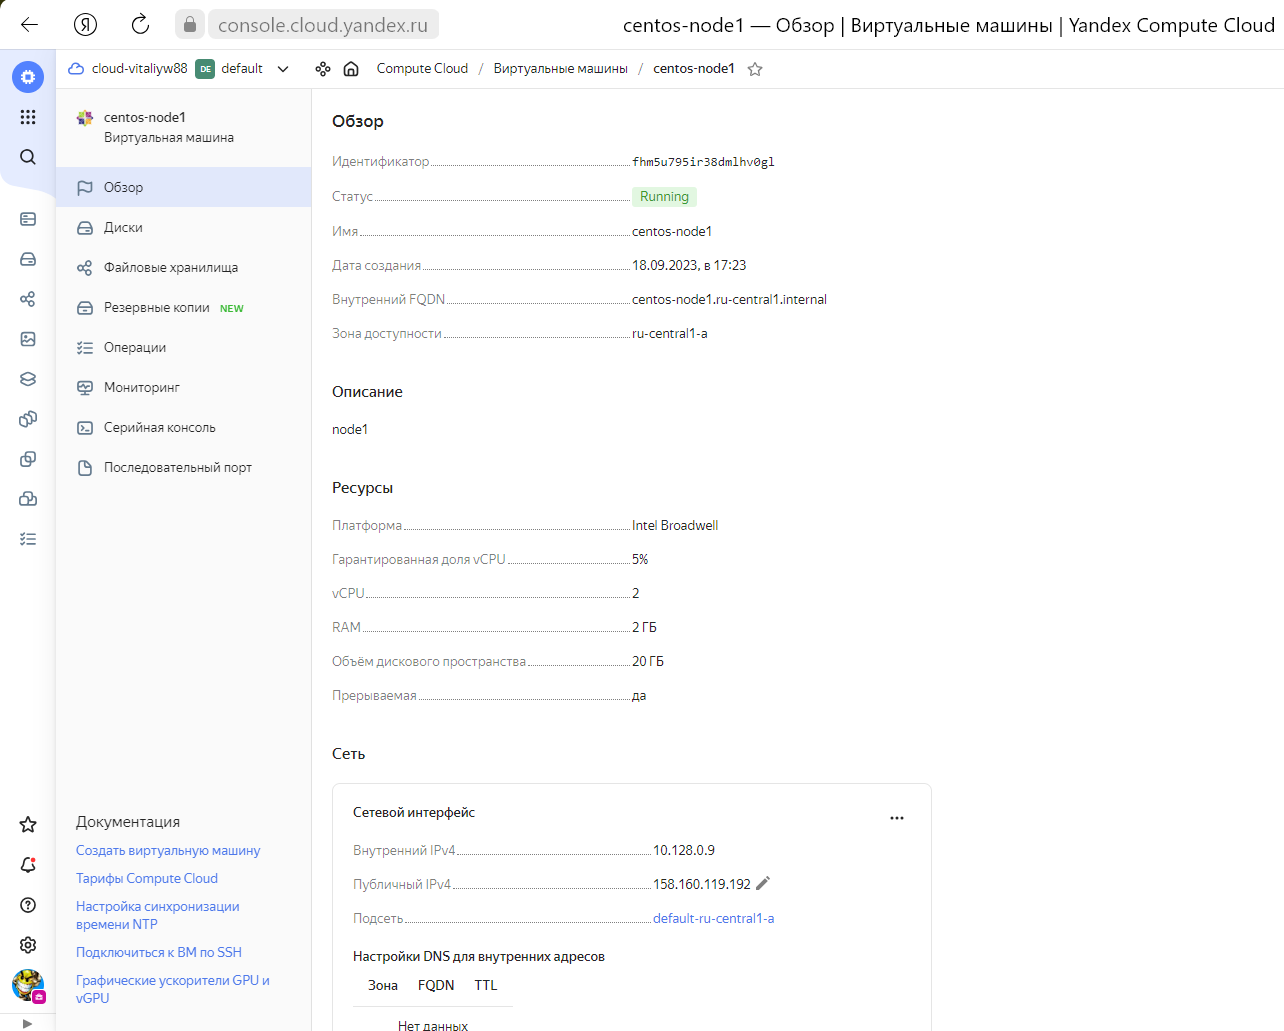 console.cloud.yandex.ru
centos-node1 — Обзор | Виртуальные машины | Yandex Compute Cloud
cloud-vitaliyw88 DE default Compute Cloud / Виртуальные машины / centos-node1
centos-node1
Виртуальная машина
Обзор
Диски
Файловые хранилища
Резервные копии NEW
Операции
Мониторинг
Серийная консоль
Последовательный порт
Документация
Создать виртуальную машину
Тарифы Compute Cloud
Настройка синхронизации
времени NTP
Подключиться к ВМ по SSH
Графические ускорители GPU и
vGPU
Обзор
Идентификатор fhm5u795ir38dmlhv0gl
Статус Running
Имя centos-node1
Дата создания 18.09.2023, в 17:23
Внутренний FQDN centos-node1.ru-central1.internal
Зона доступности ru-central1-a
Описание
node1
Ресурсы
Платформа Intel Broadwell
Гарантированная доля vCPU 5%
vCPU 2
RAM 2 ГБ
Объём дискового пространства 20 ГБ
Прерываемая да
Сеть
Сетевой интерфейс
Внутренний IPv4 10.128.0.9
Публичный IPv4 158.160.119.192
Подсеть default-ru-central1-a
Настройки DNS для внутренних адресов
Зона FQDN TTL
Нет данных